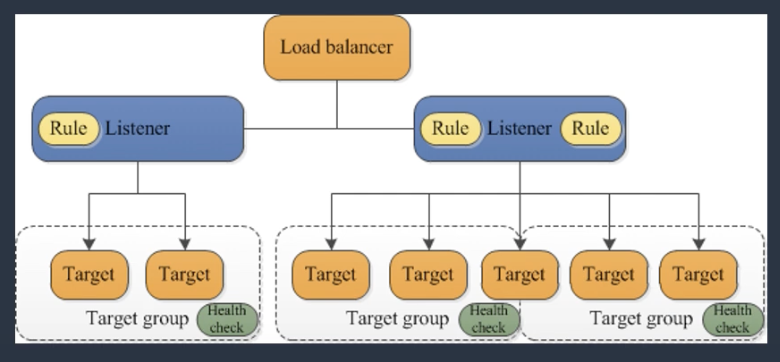 Load balancer
Rule Listener
Rule Listener Rule
Target Target Target Target Target Target Target
Target group Health check
Target group Health check
Target group Health check